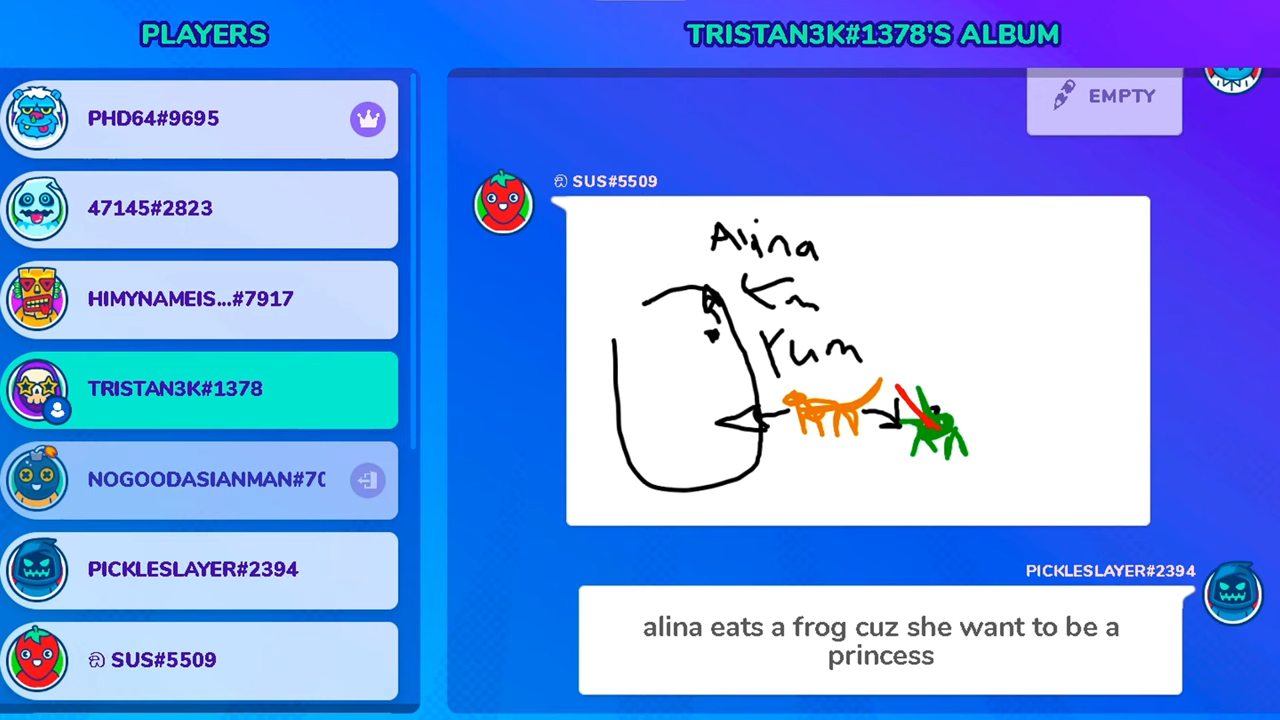 PLAYERS
TRISTAN3K#1378'S ALBUM
PHD64#9695
47145#2823
HIMYNAMEIS...#7917
TRISTAN3K#1378
NOGOODASIANMAN#70
PICKLESLAYER#2394
SUS#5509
EMPTY
SUS#5509
Alina
Yum
PICKLESLAYER#2394
alina eats a frog cuz she want to be a
princess